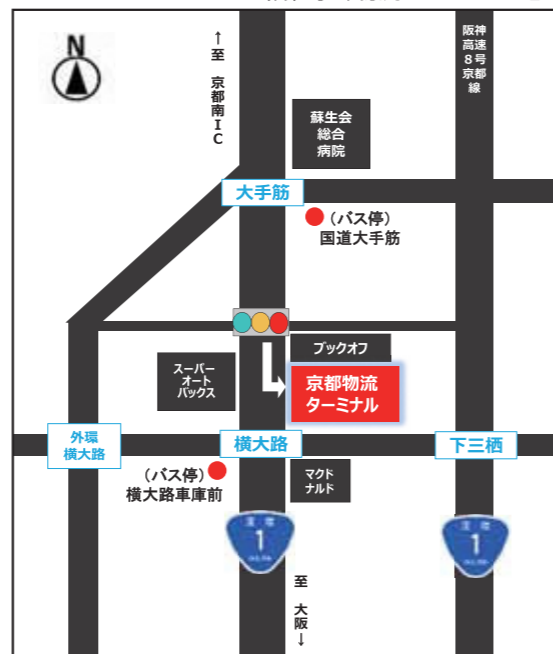 N
↑至 京都南IC
阪神
高速
8号
京都
線
蘇生会
総合
病院
大手筋
(バス停)
国道大手筋
ブックオフ
スーパー
オート
バックス
京都物流
ターミナル
外環
横大路
横大路
下三栖
(バス停)
横大路車庫前
マクド
ナルド
1
1
至 大阪↓